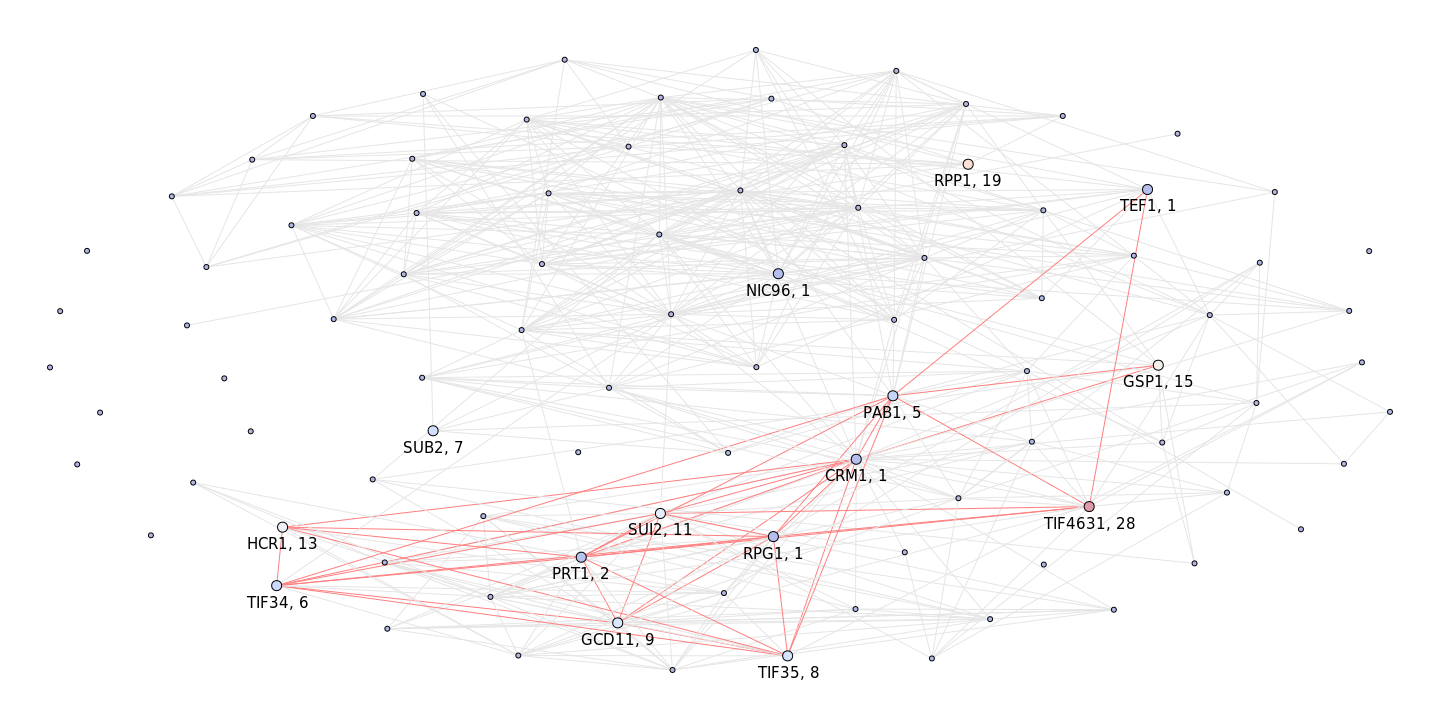 RPP1, 19
TEF1, 1
NIC96, 1
GSP1, 15
PAB1, 5
SUB2, 7
CRM1, 1
TIF4631, 28
SUI2, 11
HCR1, 13
RPG1, 1
PRT1, 2
TIF34, 6
GCD11, 9
TIF35, 8